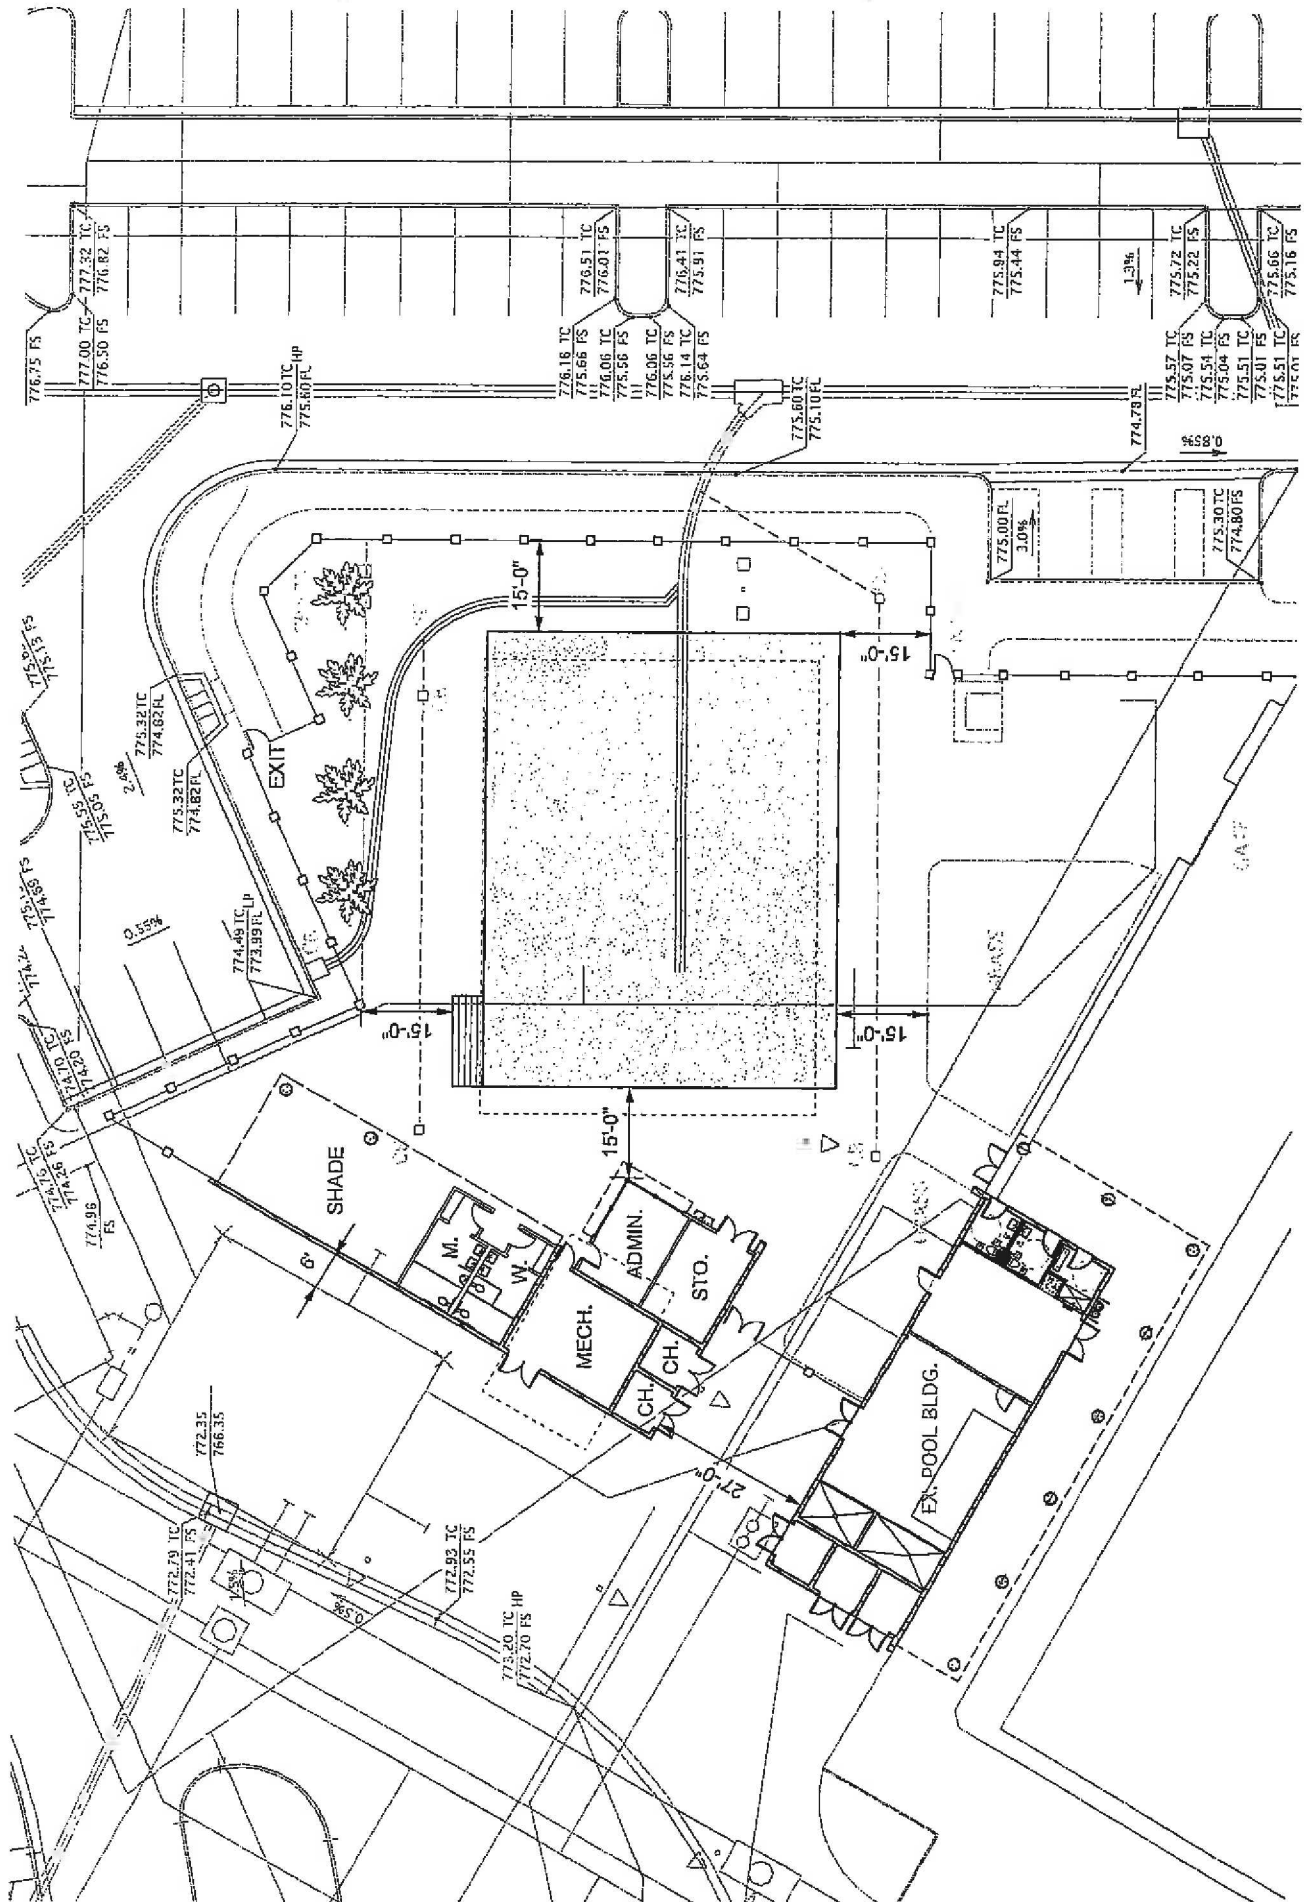 776.75 FS
777.32 TC
776.82 FS
777.00 TC
776.50 FS
776.10 TC HP
775.60 FL
776.51 TC
776.01 FS
776.41 TC
775.91 FS
776.16 TC
775.66 FS
776.06 TC
775.56 FS
776.06 TC
775.56 FS
776.14 TC
775.64 FS
775.94 TC
775.44 FS
1.3%
775.72 TC
775.22 FS
775.66 TC
775.16 FS
775.57 TC
775.07 FS
775.54 TC
775.04 FS
775.51 TC
775.01 FS
775.51 TC
775.01 FS
775.60 TC
775.10 FL
774.78 FL
0.85%
775.00 FL
3.0%
775.30 TC
774.80 FS
775.15 FS
775.55 TC
775.05 FS
2.4%
775.32 TC
774.82 FL
775.32 TC
774.82 FL
EXIT
0.55%
774.49 TC LP
773.99 FL
774.70 TC
774.20 FS
774.76 TC
774.26 FS
774.96
FS
15'-0"
15'-0"
15'-0"
15'-0"
15'-0"
GATE
GRASS
GRASS
SHADE
6'
M.
W.
ADMIN.
STO.
MECH.
CH.
CH.
27'-0"
EX. POOL BLDG.
772.35
766.35
772.79 TC
772.41 FS
1.5%
0.5%
772.93 TC
772.55 FS
773.20 TC HP
772.70 FS